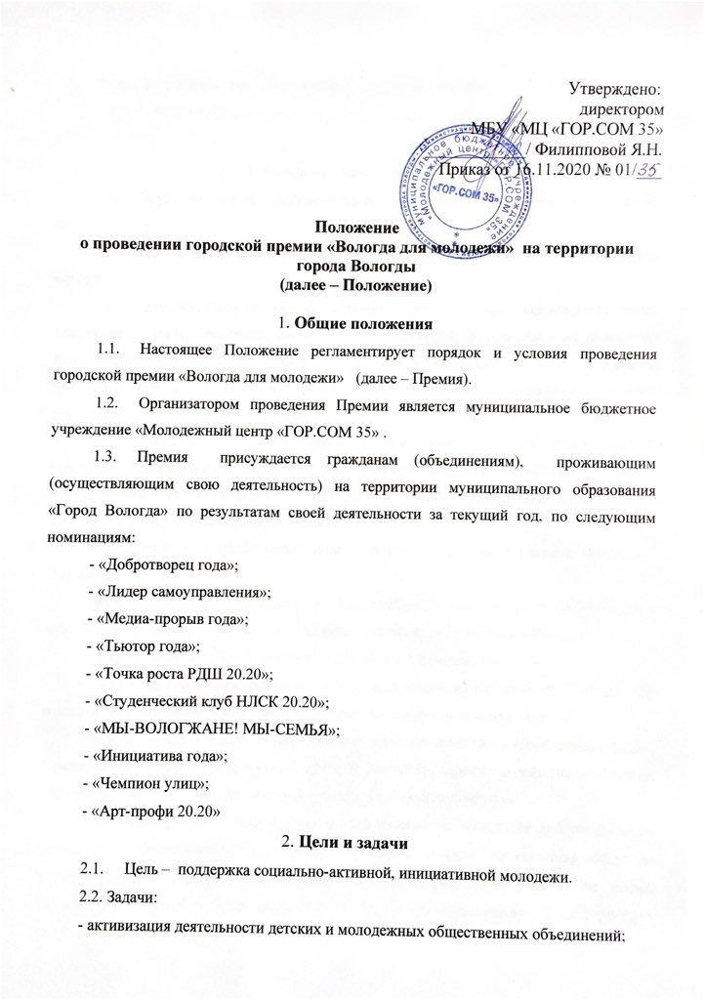 Утверждено:
директором
МБУ «МЦ «ГОР.СОМ 35»
/ Филипповой Я.Н.
Приказ от 16.11.2020 № 01/35
«ГОР.СОМ 35»
Положение
о проведении городской премии «Вологда для молодежи» на территории
города Вологды
(далее – Положение)
1. Общие положения
1.1. Настоящее Положение регламентирует порядок и условия проведения
городской премии «Вологда для молодежи» (далее – Премия).
1.2. Организатором проведения Премии является муниципальное бюджетное
учреждение «Молодежный центр «ГОР.СОМ 35» .
1.3. Премия присуждается гражданам (объединениям), проживающим
(осуществляющим свою деятельность) на территории муниципального образования
«Город Вологда» по результатам своей деятельности за текущий год, по следующим
номинациям:
- «Добротворец года»;
- «Лидер самоуправления»;
- «Медиа-прорыв года»;
- «Тьютор года»;
- «Точка роста РДШ 20.20»;
- «Студенческий клуб НЛСК 20.20»;
- «МЫ-ВОЛОГЖАНЕ! МЫ-СЕМЬЯ»;
- «Инициатива года»;
- «Чемпион улиц»;
- «Арт-профи 20.20»
2. Цели и задачи
2.1. Цель – поддержка социально-активной, инициативной молодежи.
2.2. Задачи:
- активизация деятельности детских и молодежных общественных объединений;